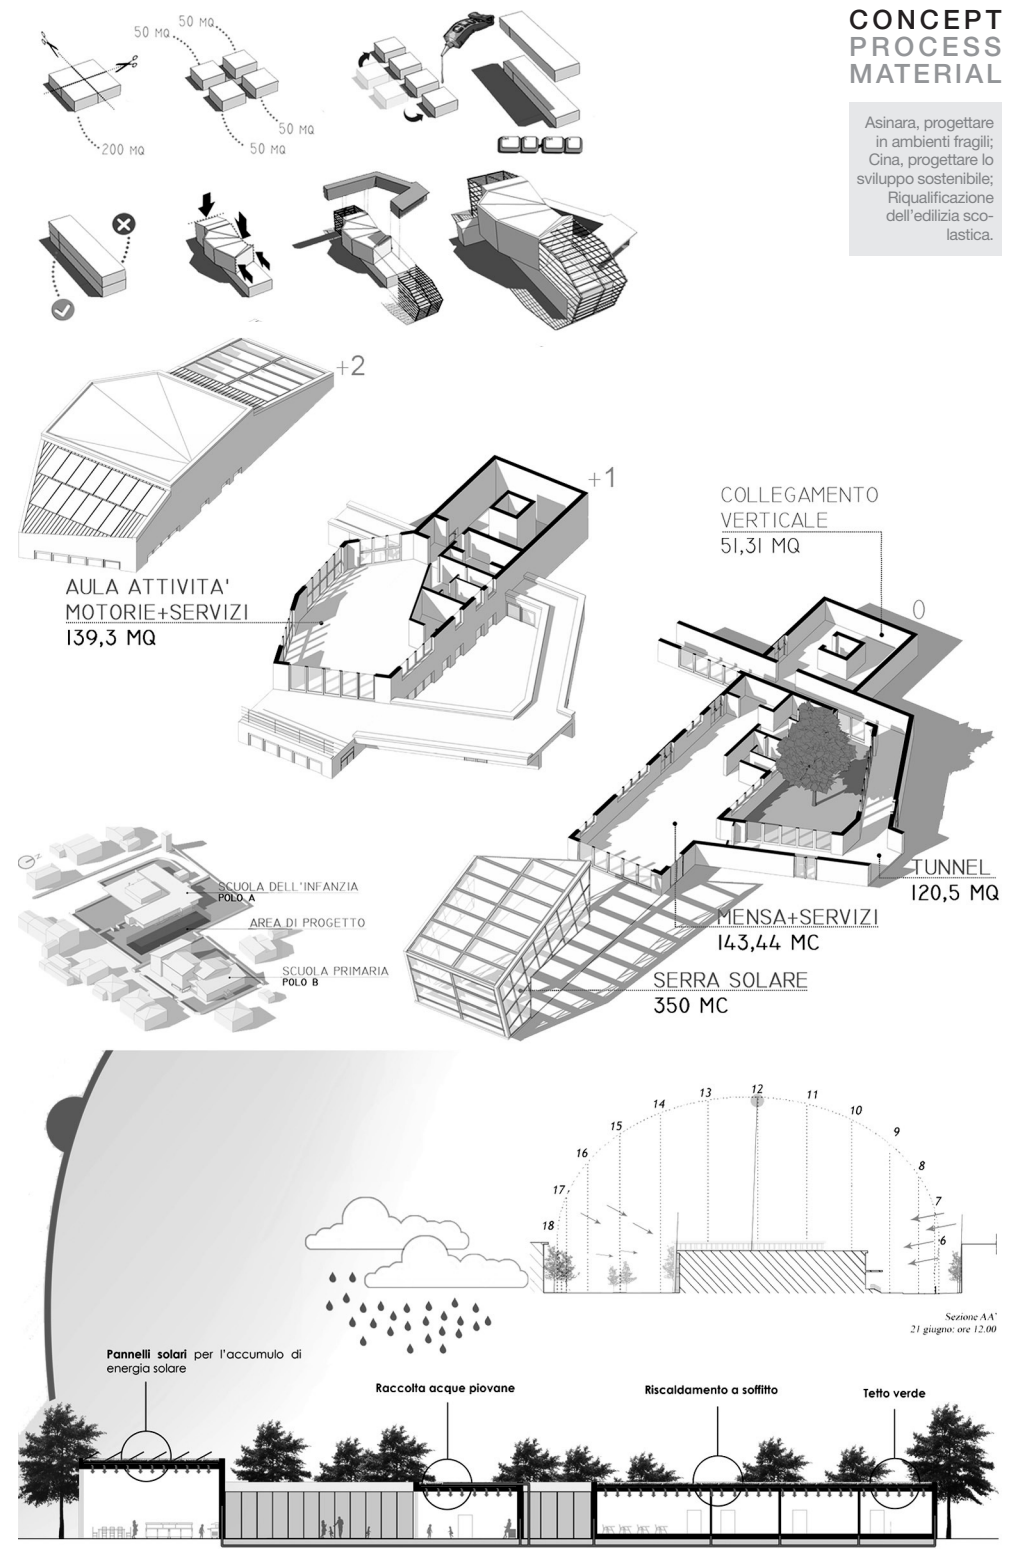 CONCEPT
PROCESS
MATERIAL
Asinara, progettare
in ambienti fragili;
Cina, progettare lo
sviluppo sostenibile;
Riqualificazione
dell'edilizia sco-
lastica.
50 MQ
50 MQ
50 MQ
50 MQ
200 MQ
+2
+1
0
AULA ATTIVITA'
MOTORIE+SERVIZI
139,3 MQ
COLLEGAMENTO
VERTICALE
51,31 MQ
TUNNEL
120,5 MQ
MENSA+SERVIZI
143,44 MC
SERRA SOLARE
350 MC
SCUOLA DELL'INFANZIA
POLO A
AREA DI PROGETTO
SCUOLA PRIMARIA
POLO B
18
17
16
15
14
13
12
11
10
9
8
7
6
Sezione AA'
21 giugno: ore 12.00
Pannelli solari per l'accumulo di
energia solare
Raccolta acque piovane
Riscaldamento a soffitto
Tetto verde